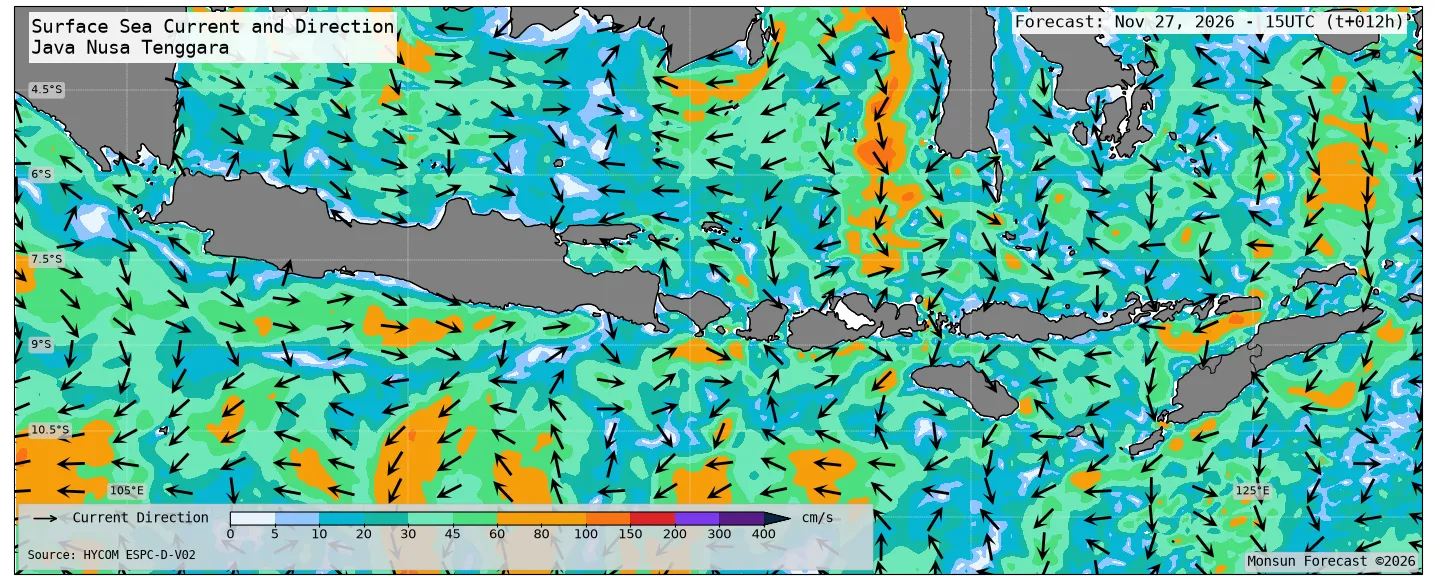 Surface Sea Current and Direction
Java Nusa Tenggara
Forecast: Nov 27, 2026 - 15UTC (t+012h)
4.5°S
6°S
7.5°S
9°S
10.5°S
105°E
125°E
Current Direction
0 5 10 20 30 45 60 80 100 150 200 300 400 cm/s
Source: HYCOM ESPC-D-V02
Monsun Forecast ©2026